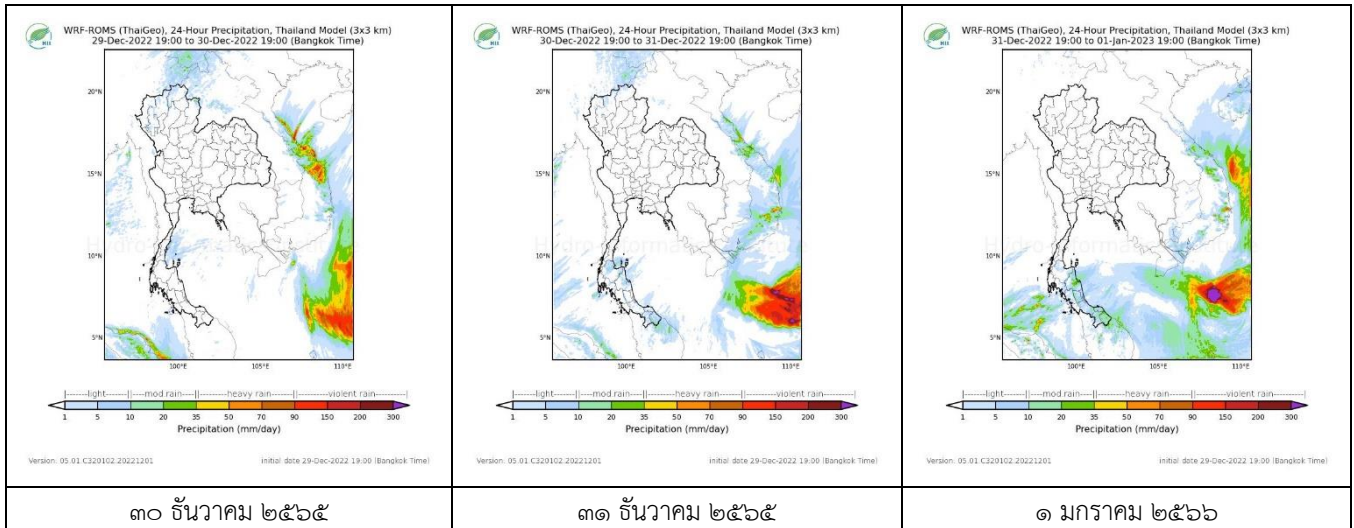 WRF-ROMS (ThaiGeo), 24-Hour Precipitation, Thailand Model (3x3 km)
29-Dec-2022 19:00 to 30-Dec-2022 19:00 (Bangkok Time)
20°N
15°N
10°N
5°N
100°E
105°E
110°E
light mod.rain heavy rain violent rain
1 5 10 20 35 50 70 90 150 200 300
Precipitation (mm/day)
Version: 05.01.C320102.20221201
initial date 29-Dec-2022 19:00 (Bangkok Time)
๓๐ ธันวาคม ๒๕๖๕
WRF-ROMS (ThaiGeo), 24-Hour Precipitation, Thailand Model (3x3 km)
30-Dec-2022 19:00 to 31-Dec-2022 19:00 (Bangkok Time)
20°N
15°N
10°N
5°N
100°E
105°E
110°E
light mod.rain heavy rain violent rain
1 5 10 20 35 50 70 90 150 200 300
Precipitation (mm/day)
Version: 05.01.C320102.20221201
initial date 29-Dec-2022 19:00 (Bangkok Time)
๓๑ ธันวาคม ๒๕๖๕
WRF-ROMS (ThaiGeo), 24-Hour Precipitation, Thailand Model (3x3 km)
31-Dec-2022 19:00 to 01-Jan-2023 19:00 (Bangkok Time)
20°N
15°N
10°N
5°N
100°E
105°E
110°E
light mod.rain heavy rain violent rain
1 5 10 20 35 50 70 90 150 200 300
Precipitation (mm/day)
Version: 05.01.C320102.20221201
initial date 29-Dec-2022 19:00 (Bangkok Time)
๑ มกราคม ๒๕๖๖